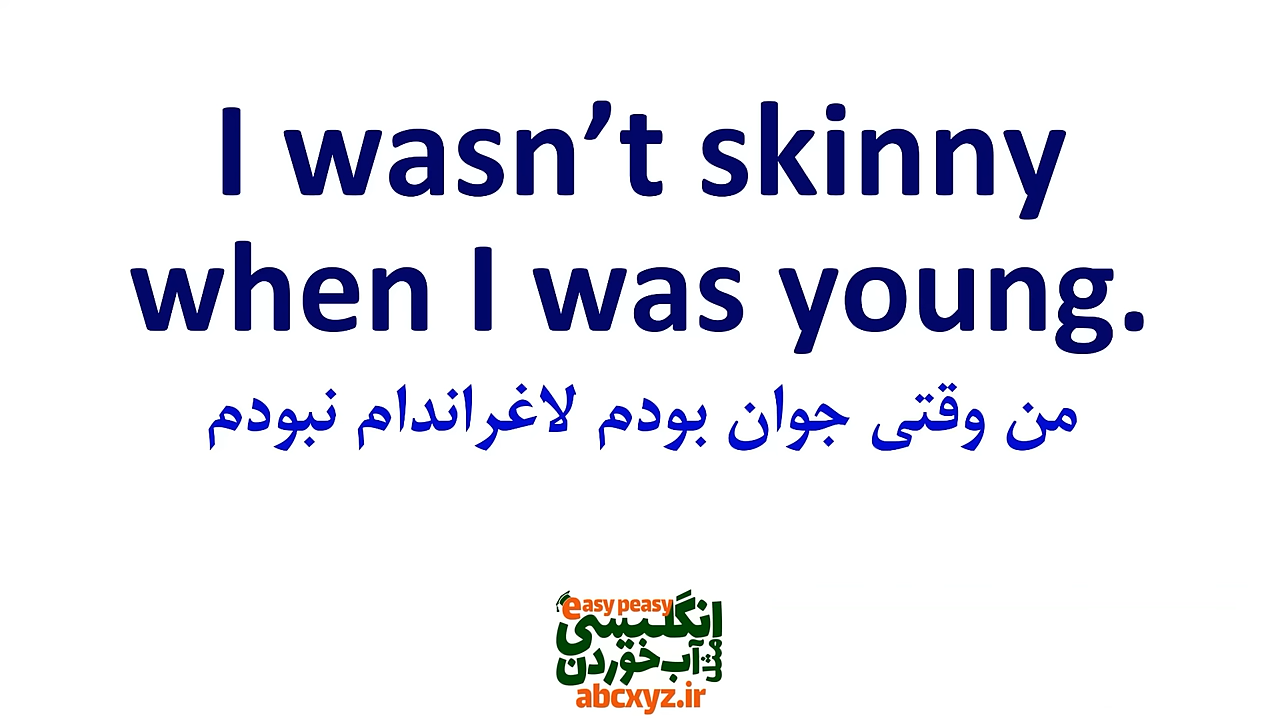 I wasn’t skinny
when I was young.
من وقتی جوان بودم لاغراندام نبودم
easy peasy
انگلیسی
مثل آب خوردن
abcxyz.ir